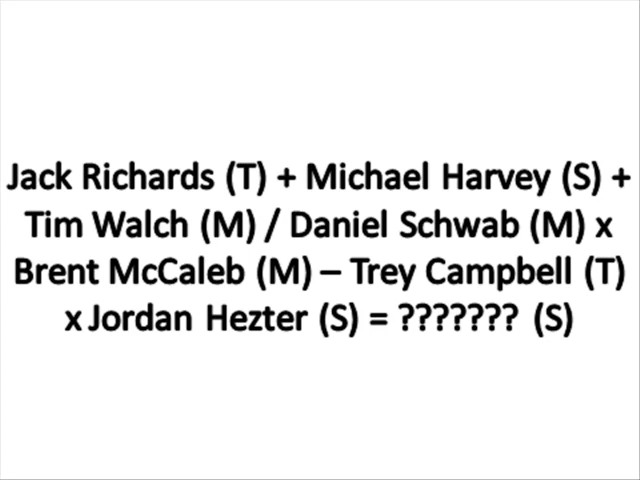 Jack Richards (T) + Michael Harvey (S) +
Tim Walch (M) / Daniel Schwab (M) x
Brent McCaleb (M) – Trey Campbell (T)
x Jordan Hezter (S) = ??????? (S)